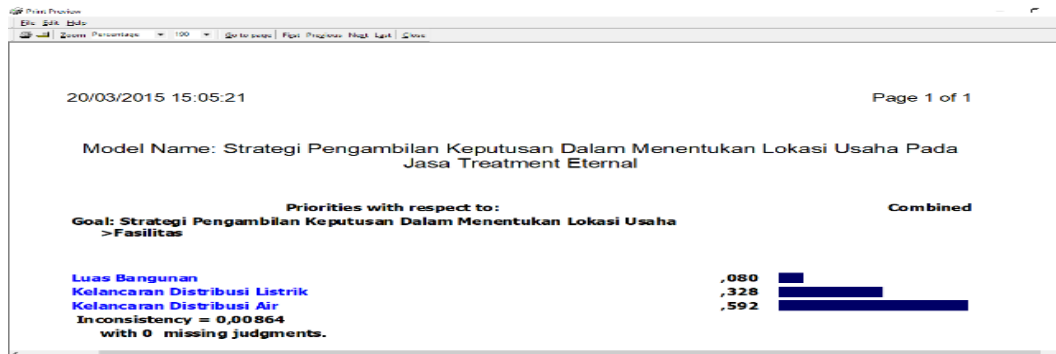 Print Preview
File Edit Help
Zoom Percentage 100 Go to page First Previous Next Last Close
20/03/2015 15:05:21 Page 1 of 1
Model Name: Strategi Pengambilan Keputusan Dalam Menentukan Lokasi Usaha Pada
Jasa Treatment Eternal
Priorities with respect to: Combined
Goal: Strategi Pengambilan Keputusan Dalam Menentukan Lokasi Usaha
>Fasilitas
Luas Bangunan ,080
Kelancaran Distribusi Listrik ,328
Kelancaran Distribusi Air ,592
Inconsistency = 0,00864
with 0 missing judgments.